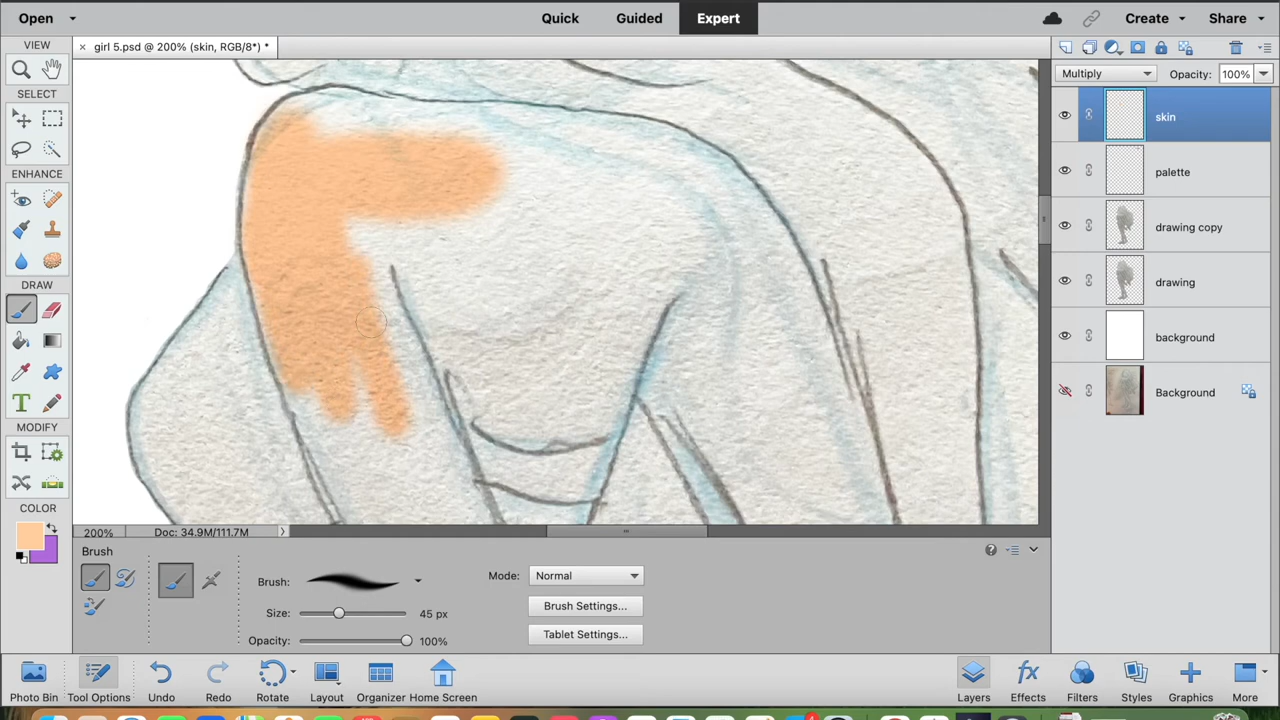 Open
Quick
Guided
Expert
Create
Share
VIEW
× girl 5.psd @ 200% (skin, RGB/8*) *
SELECT
ENHANCE
DRAW
MODIFY
COLOR
Multiply
Opacity: 100%
skin
palette
drawing copy
drawing
background
Background
200%
Doc: 34.9M/111.7M
Brush
Brush:
Size:
45 px
Opacity:
100%
Mode:
Normal
Brush Settings...
Tablet Settings...
Photo Bin
Tool Options
Undo
Redo
Rotate
Layout
Organizer
Home Screen
Layers
Effects
Filters
Styles
Graphics
More